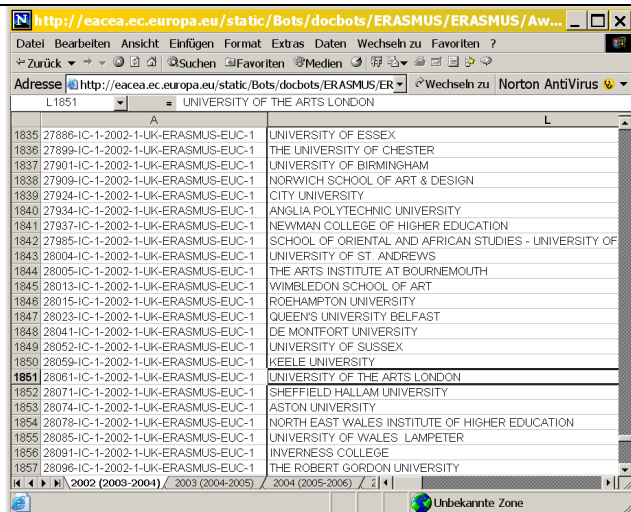 http://eacea.ec.europa.eu/static/Bots/docbots/ERASMUS/ERASMUS/Aw...
Datei Bearbeiten Ansicht Einfügen Format Extras Daten Wechseln zu Favoriten ?
Zurück Suchen Favoriten Medien
Adresse http://eacea.ec.europa.eu/static/Bots/docbots/ERASMUS/ER Wechseln zu Norton AntiVirus
L1851 = UNIVERSITY OF THE ARTS LONDON
A L
1835 27886-IC-1-2002-1-UK-ERASMUS-EUC-1 UNIVERSITY OF ESSEX
1836 27899-IC-1-2002-1-UK-ERASMUS-EUC-1 THE UNIVERSITY OF CHESTER
1837 27901-IC-1-2002-1-UK-ERASMUS-EUC-1 UNIVERSITY OF BIRMINGHAM
1838 27909-IC-1-2002-1-UK-ERASMUS-EUC-1 NORWICH SCHOOL OF ART & DESIGN
1839 27924-IC-1-2002-1-UK-ERASMUS-EUC-1 CITY UNIVERSITY
1840 27934-IC-1-2002-1-UK-ERASMUS-EUC-1 ANGLIA POLYTECHNIC UNIVERSITY
1841 27937-IC-1-2002-1-UK-ERASMUS-EUC-1 NEWMAN COLLEGE OF HIGHER EDUCATION
1842 27985-IC-1-2002-1-UK-ERASMUS-EUC-1 SCHOOL OF ORIENTAL AND AFRICAN STUDIES - UNIVERSITY OF
1843 28004-IC-1-2002-1-UK-ERASMUS-EUC-1 UNIVERSITY OF ST. ANDREWS
1844 28005-IC-1-2002-1-UK-ERASMUS-EUC-1 THE ARTS INSTITUTE AT BOURNEMOUTH
1845 28013-IC-1-2002-1-UK-ERASMUS-EUC-1 WIMBLEDON SCHOOL OF ART
1846 28015-IC-1-2002-1-UK-ERASMUS-EUC-1 ROEHAMPTON UNIVERSITY
1847 28023-IC-1-2002-1-UK-ERASMUS-EUC-1 QUEEN'S UNIVERSITY BELFAST
1848 28041-IC-1-2002-1-UK-ERASMUS-EUC-1 DE MONTFORT UNIVERSITY
1849 28052-IC-1-2002-1-UK-ERASMUS-EUC-1 UNIVERSITY OF SUSSEX
1850 28059-IC-1-2002-1-UK-ERASMUS-EUC-1 KEELE UNIVERSITY
1851 28061-IC-1-2002-1-UK-ERASMUS-EUC-1 UNIVERSITY OF THE ARTS LONDON
1852 28071-IC-1-2002-1-UK-ERASMUS-EUC-1 SHEFFIELD HALLAM UNIVERSITY
1853 28074-IC-1-2002-1-UK-ERASMUS-EUC-1 ASTON UNIVERSITY
1854 28078-IC-1-2002-1-UK-ERASMUS-EUC-1 NORTH EAST WALES INSTITUTE OF HIGHER EDUCATION
1855 28085-IC-1-2002-1-UK-ERASMUS-EUC-1 UNIVERSITY OF WALES LAMPETER
1856 28091-IC-1-2002-1-UK-ERASMUS-EUC-1 INVERNESS COLLEGE
1857 28096-IC-1-2002-1-UK-ERASMUS-EUC-1 THE ROBERT GORDON UNIVERSITY
2002 (2003-2004) 2003 (2004-2005) 2004 (2005-2006) 2
Unbekannte Zone